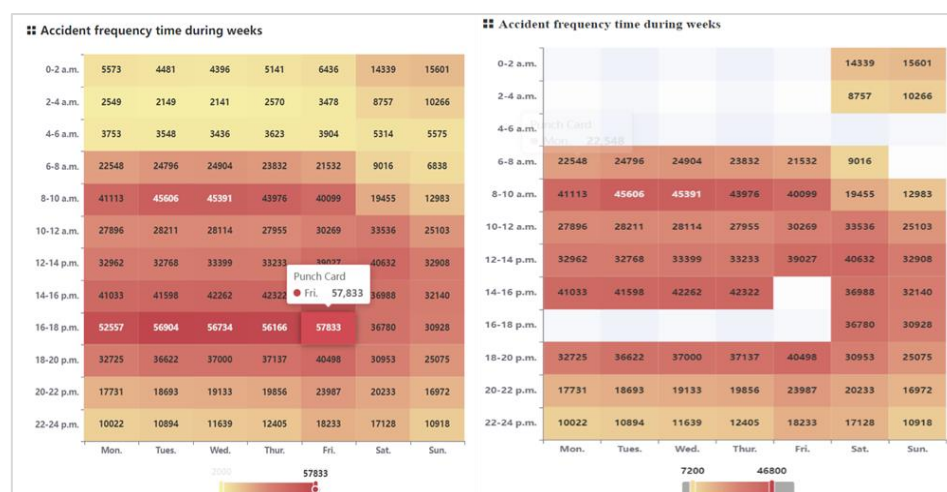 Accident frequency time during weeks
0-2 a.m. 5573 4481 4396 5141 6436 14339 15601
2-4 a.m. 2549 2149 2141 2570 3478 8757 10266
4-6 a.m. 3753 3548 3436 3623 3904 5314 5575
6-8 a.m. 22548 24796 24904 23832 21532 9016 6838
8-10 a.m. 41113 45606 45391 43976 40099 19455 12983
10-12 a.m. 27896 28211 28114 27955 30269 33536 25103
12-14 p.m. 32962 32768 33399 33233 39027 40632 32908
Punch Card
Fri. 57,833
14-16 p.m. 41033 41598 42262 42322 36988 32140
16-18 p.m. 52557 56904 56734 56166 57833 36780 30928
18-20 p.m. 32725 36622 37000 37137 40498 30953 25075
20-22 p.m. 17731 18693 19133 19856 23987 20233 16972
22-24 p.m. 10022 10894 11639 12405 18233 17128 10918
Mon. Tues. Wed. Thur. Fri. Sat. Sun.
2000 57833
Accident frequency time during weeks
0-2 a.m. 14339 15601
2-4 a.m. 8757 10266
4-6 a.m.
Punch Card
Mon. 22,548
6-8 a.m. 22548 24796 24904 23832 21532 9016
8-10 a.m. 41113 45606 45391 43976 40099 19455 12983
10-12 a.m. 27896 28211 28114 27955 30269 33536 25103
12-14 p.m. 32962 32768 33399 33233 39027 40632 32908
14-16 p.m. 41033 41598 42262 42322 36988 32140
16-18 p.m. 36780 30928
18-20 p.m. 32725 36622 37000 37137 40498 30953 25075
20-22 p.m. 17731 18693 19133 19856 23987 20233 16972
22-24 p.m. 10022 10894 11639 12405 18233 17128 10918
Mon. Tues. Wed. Thur. Fri. Sat. Sun.
7200 46800